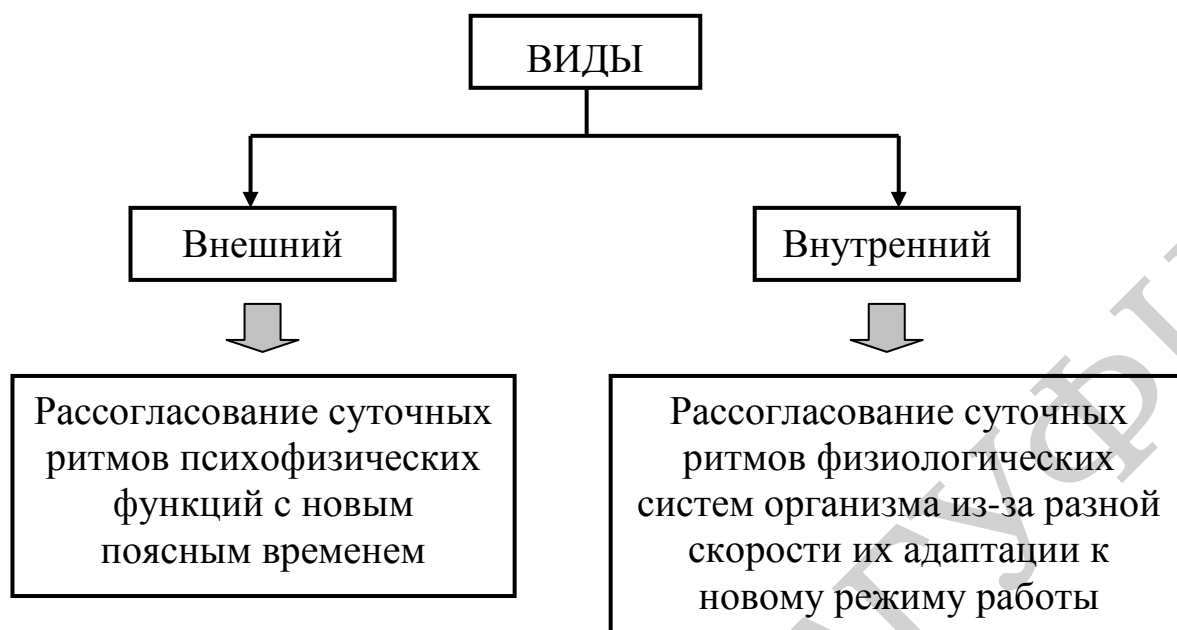 ВИДЫ
Внешний
Внутренний
Рассогласование суточных
ритмов психофизических
функций с новым
поясным временем
Рассогласование суточных
ритмов физиологических
систем организма из-за разной
скорости их адаптации к
новому режиму работы